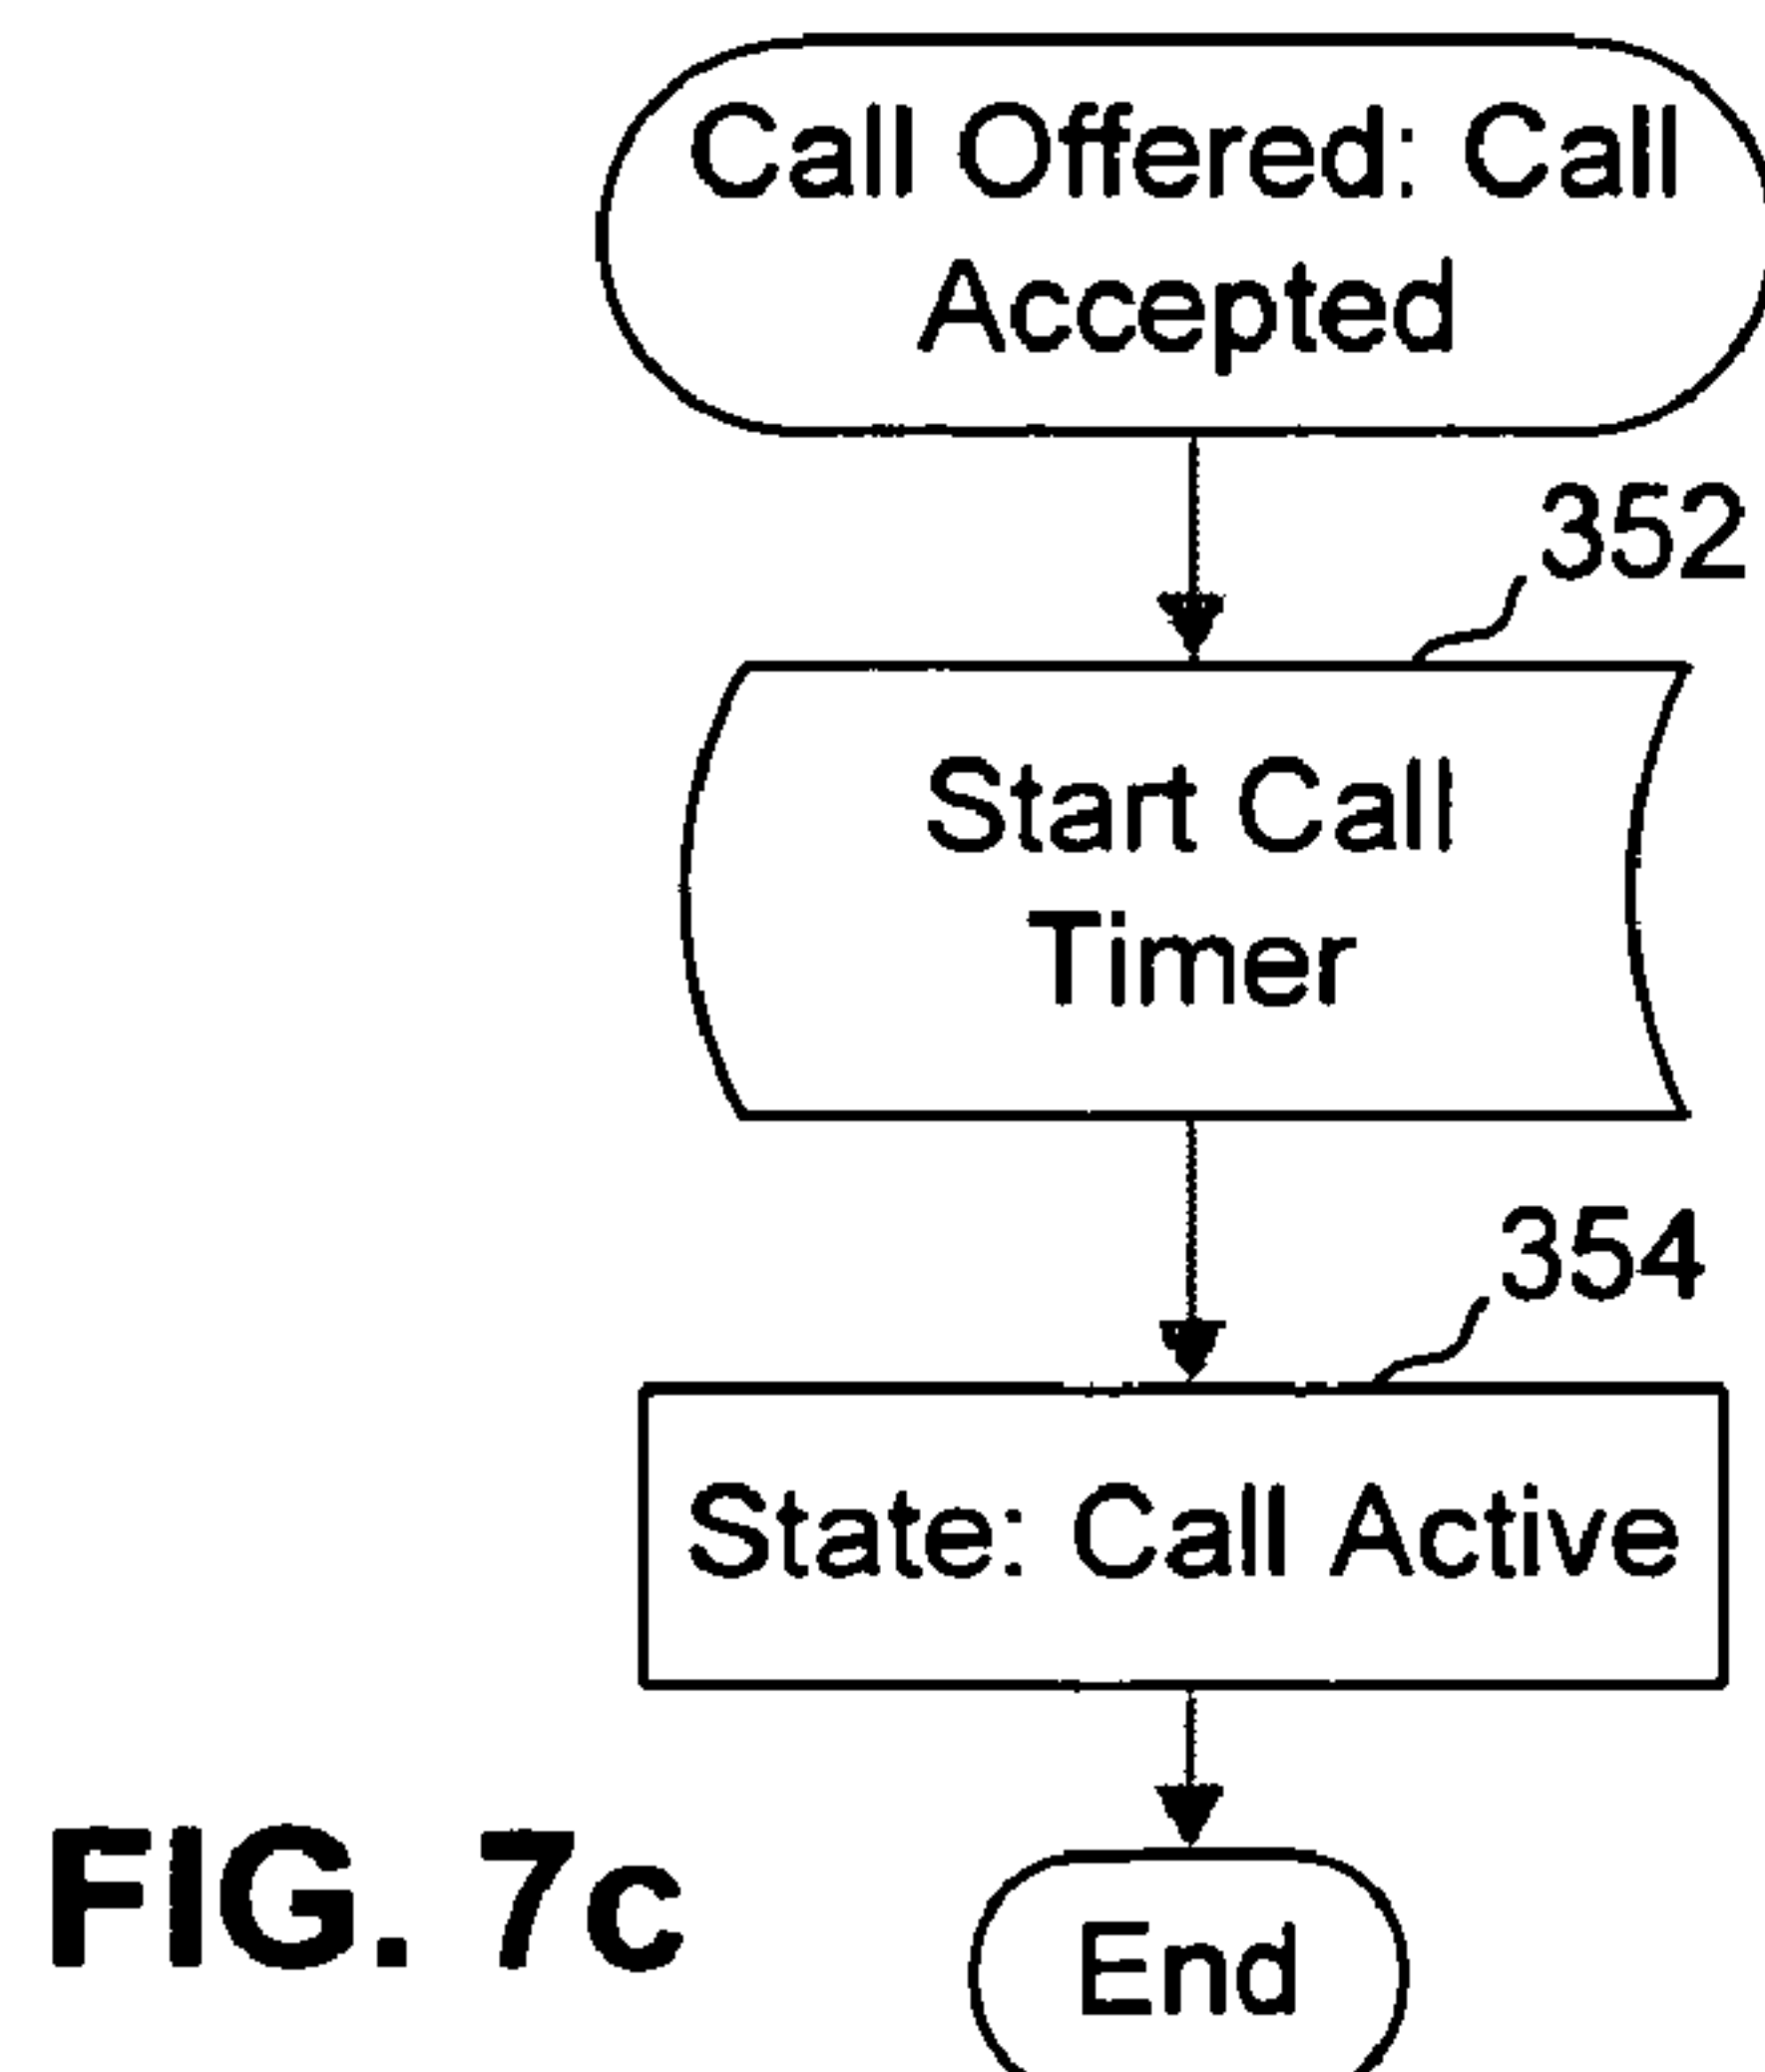 Call Offered: Call
Accepted
352
Start Call
Timer
354
State: Call Active
FIG. 7c
End